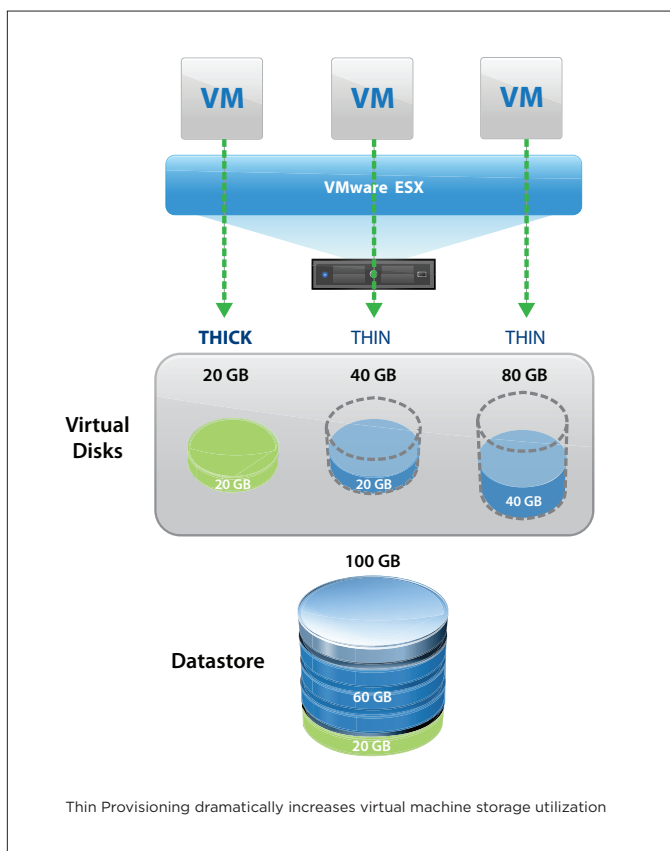 VM VM VM
VMware ESX
THICK THIN THIN
20 GB 40 GB 80 GB
Virtual
Disks
20 GB 20 GB 40 GB
100 GB
Datastore
60 GB
20 GB
Thin Provisioning dramatically increases virtual machine storage utilization